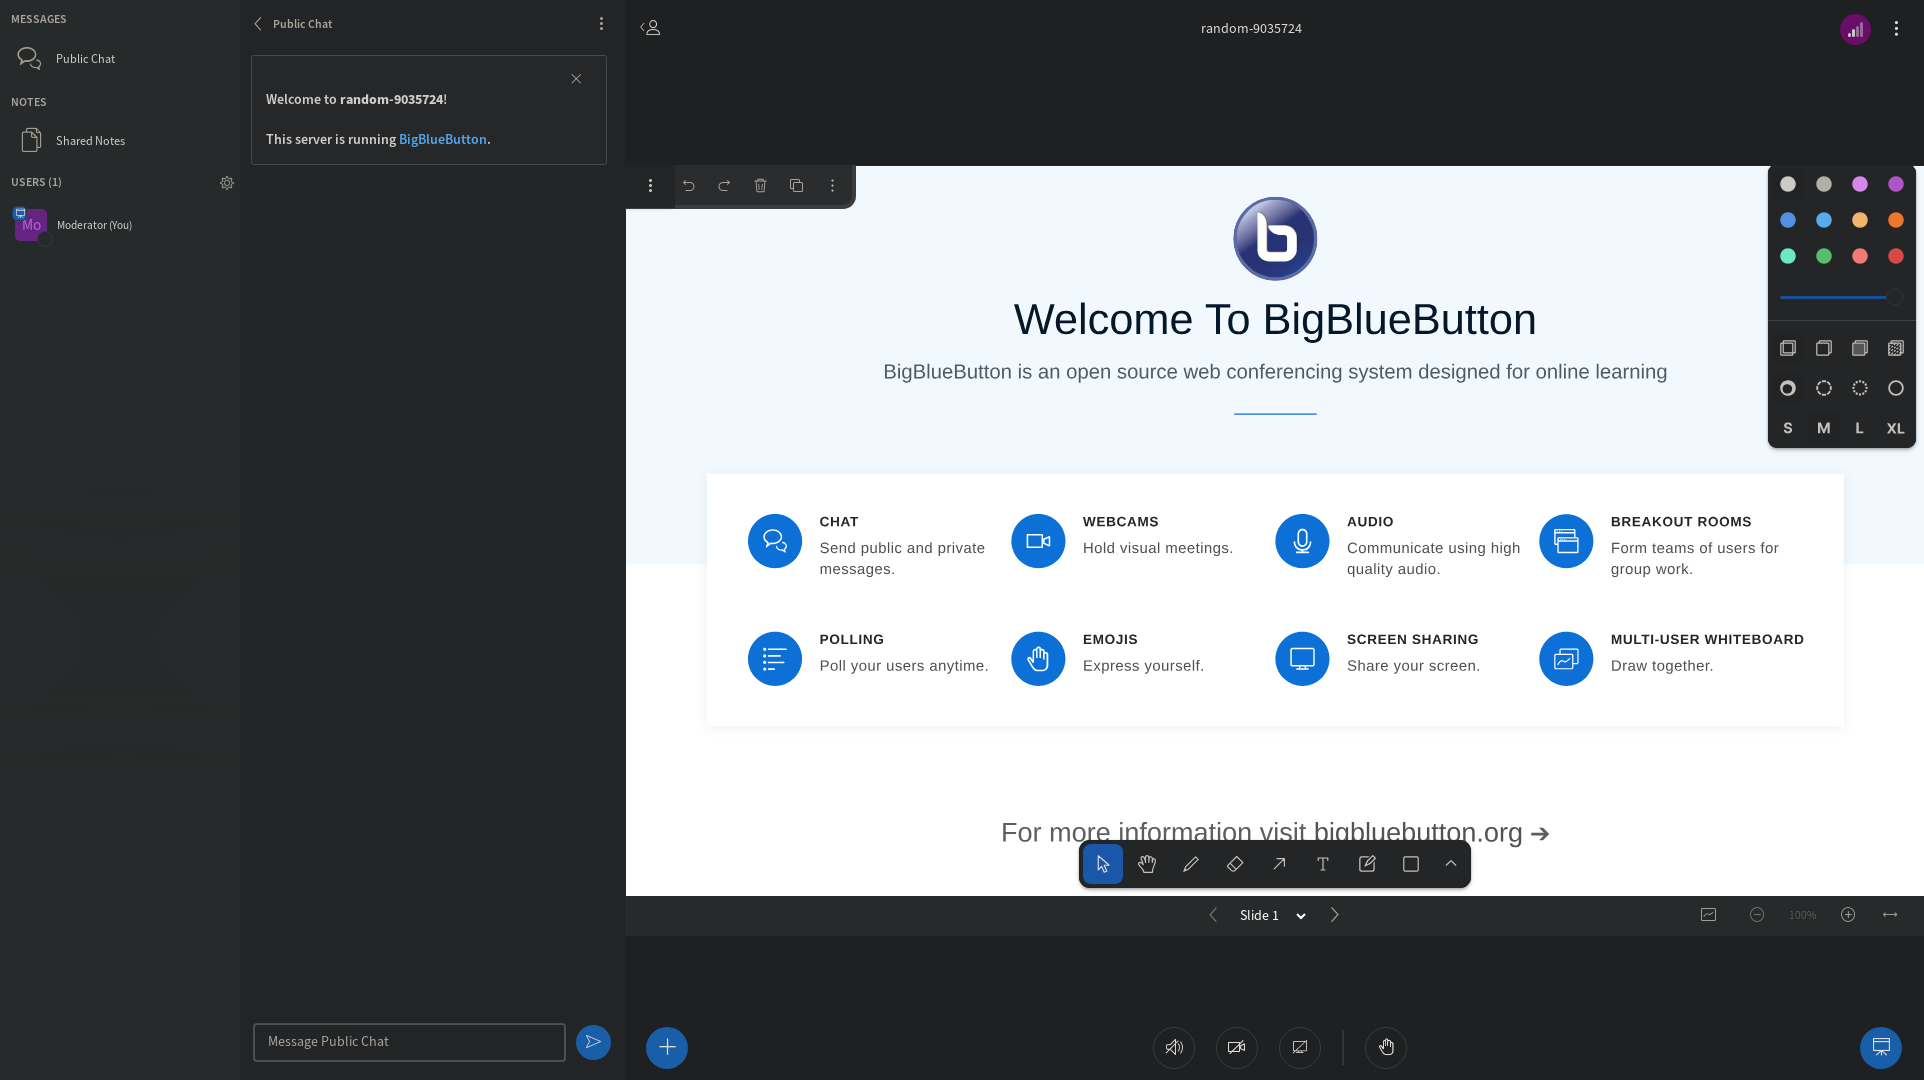 MESSAGES
Public Chat
NOTES
Shared Notes
USERS (1)
Mo
Moderator (You)
Public Chat
Welcome to random-9035724!
This server is running BigBlueButton.
Message Public Chat
random-9035724
Welcome To BigBlueButton
BigBlueButton is an open source web conferencing system designed for online learning
CHAT
Send public and private
messages.
WEBCAMS
Hold visual meetings.
AUDIO
Communicate using high
quality audio.
BREAKOUT ROOMS
Form teams of users for
group work.
POLLING
Poll your users anytime.
EMOJIS
Express yourself.
SCREEN SHARING
Share your screen.
MULTI-USER WHITEBOARD
Draw together.
For more information visit bigbluebutton.org ➔
S M L XL
Slide 1
100%